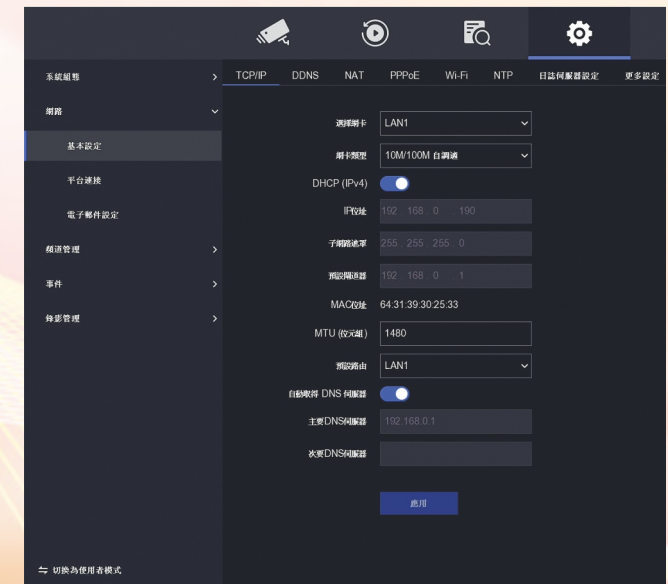 系統組態
網路
基本設定
平台連接
電子郵件設定
頻道管理
事件
錄影管理
切換為使用者模式
TCP/IP DDNS NAT PPPoE Wi-Fi NTP 日誌伺服器設定 更多設定
選擇網卡 LAN1
網卡類型 10M/100M 自調適
DHCP (IPv4)
IP位址 192 . 168 . 0 . 190
子網路遮罩 255 . 255 . 255 . 0
預設閘道器 192 . 168 . 0 . 1
MAC位址 64:31:39:30:25:33
MTU (位元組) 1480
預設路由 LAN1
自動取得 DNS 伺服器
主要DNS伺服器 192.168.0.1
次要DNS伺服器
應用